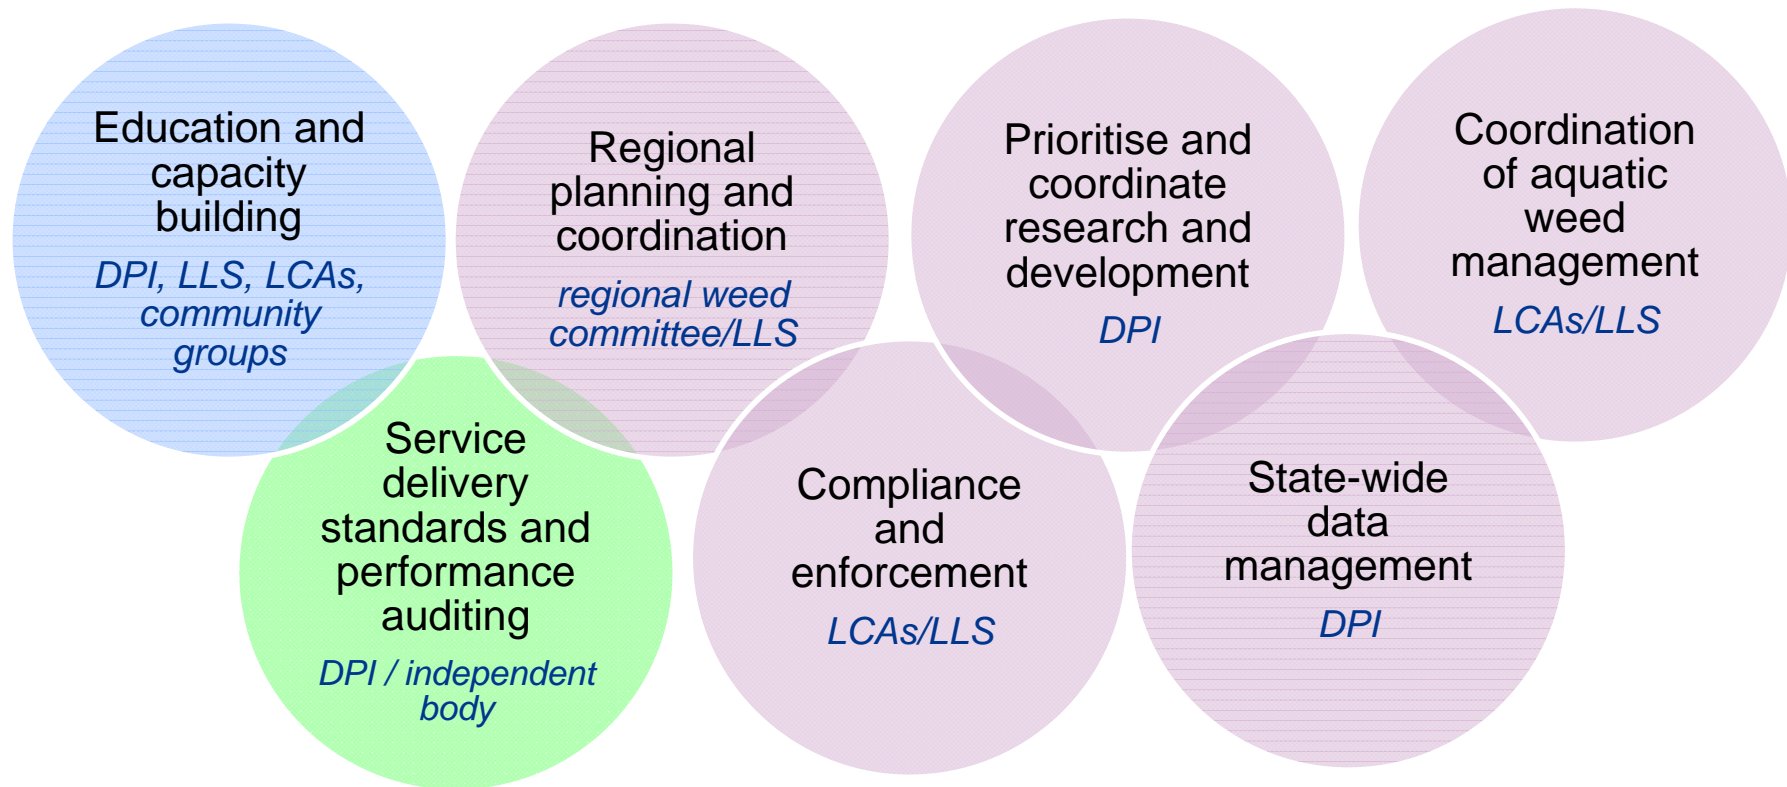 Education and
capacity
building
DPI, LLS, LCAs,
community
groups
Regional
planning and
coordination
regional weed
committee/LLS
Prioritise and
coordinate
research and
development
DPI
Coordination
of aquatic
weed
management
LCAs/LLS
Service
delivery
standards and
performance
auditing
DPI / independent
body
Compliance
and
enforcement
LCAs/LLS
State-wide
data
management
DPI